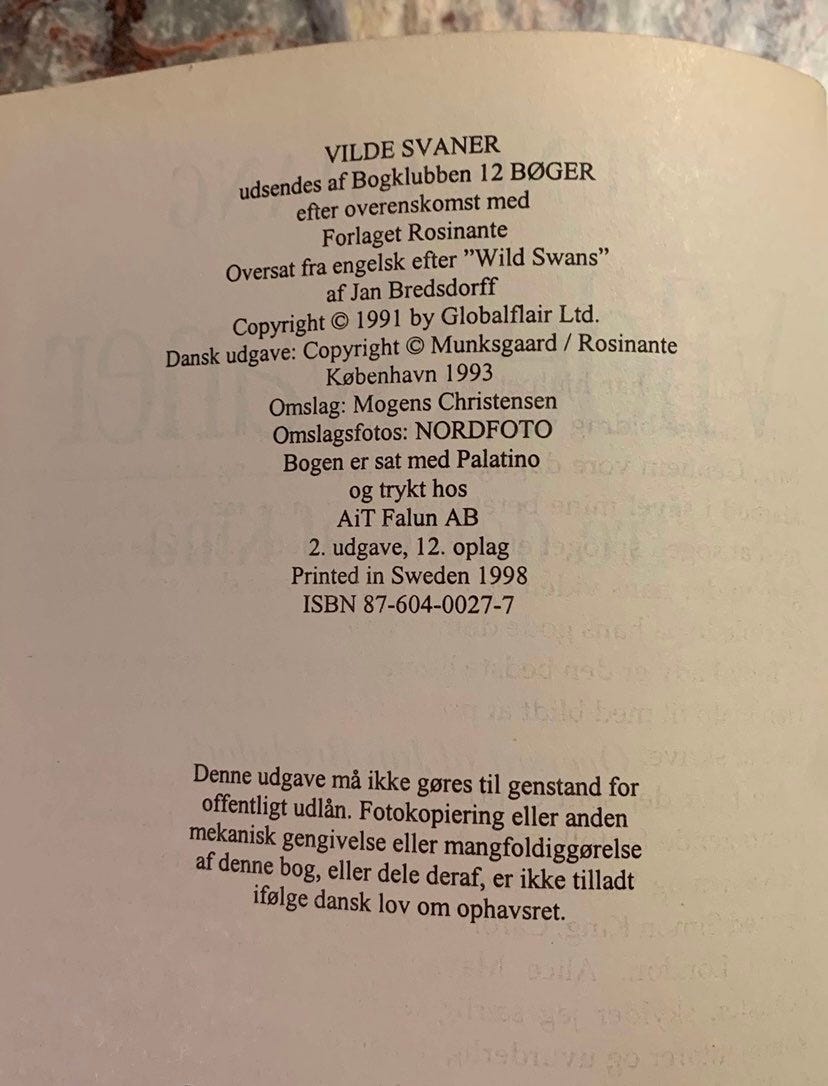 VILDE SVANER
udsendes af Bogklubben 12 BØGER
efter overenskomst med
Forlaget Rosinante
Oversat fra engelsk efter ”Wild Swans”
af Jan Bredsdorff
Copyright © 1991 by Globalflair Ltd.
Dansk udgave: Copyright © Munksgaard / Rosinante
København 1993
Omslag: Mogens Christensen
Omslagsfotos: NORDFOTO
Bogen er sat med Palatino
og trykt hos
AiT Falun AB
2. udgave, 12. oplag
Printed in Sweden 1998
ISBN 87-604-0027-7
Denne udgave må ikke gøres til genstand for
offentligt udlån. Fotokopiering eller anden
mekanisk gengivelse eller mangfoldiggørelse
af denne bog, eller dele deraf, er ikke tilladt
ifølge dansk lov om ophavsret.